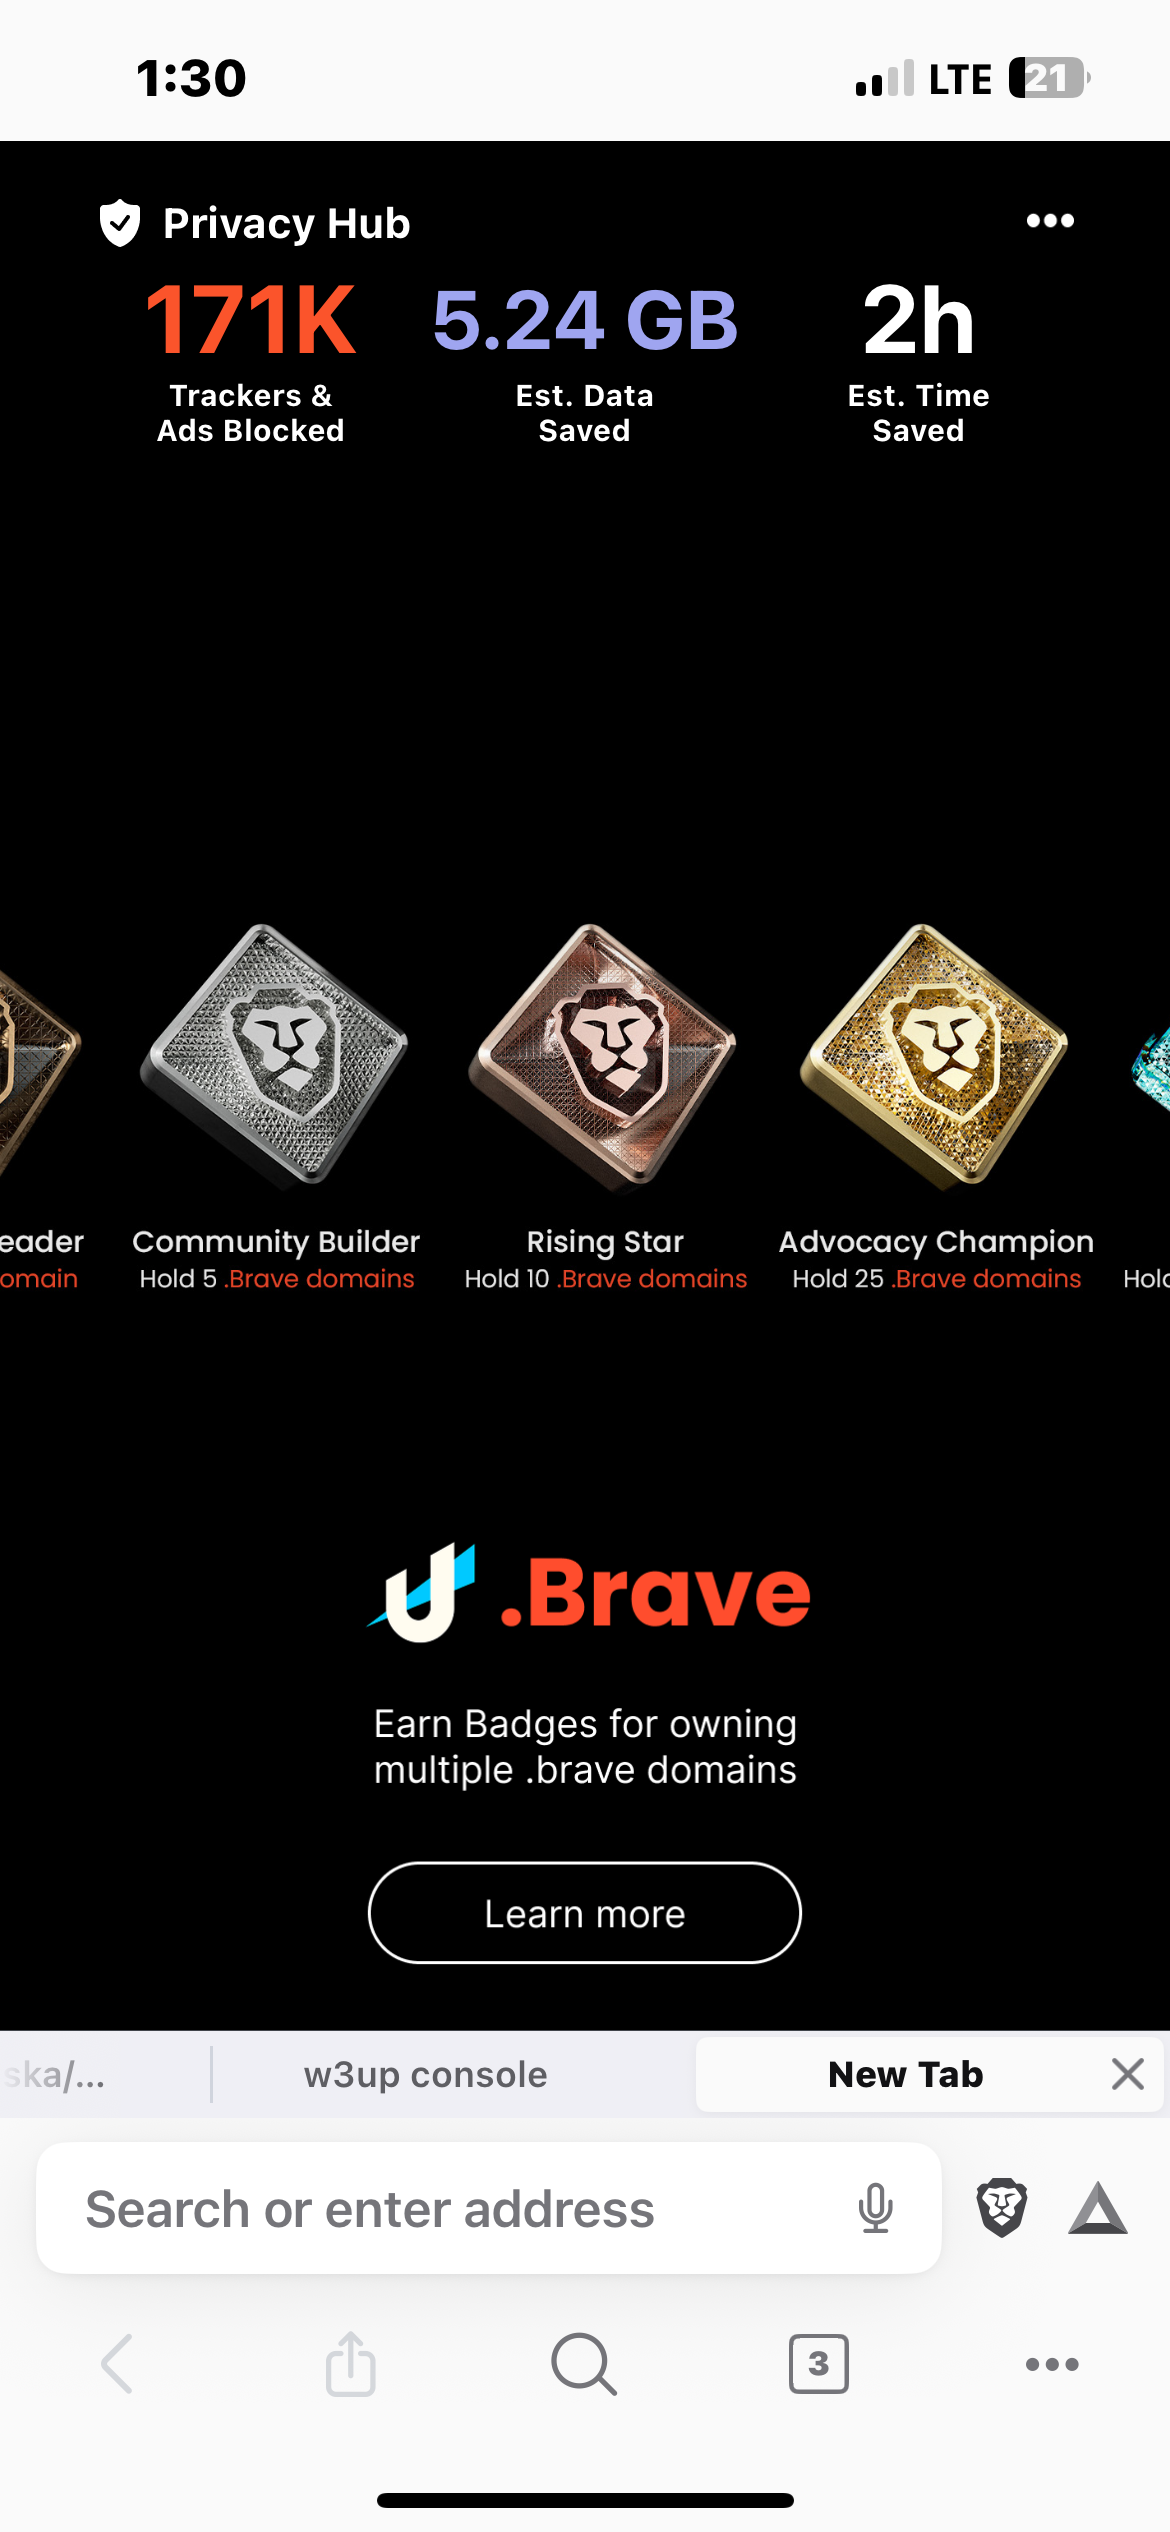 1:30
LTE
21
Privacy Hub
171K
Trackers &
Ads Blocked
5.24 GB
Est. Data
Saved
2h
Est. Time
Saved
eader
omain
Community Builder
Hold 5 .Brave domains
Rising Star
Hold 10 .Brave domains
Advocacy Champion
Hold 25 .Brave domains
Hold
.Brave
Earn Badges for owning
multiple .brave domains
Learn more
ska/...
w3up console
New Tab
Search or enter address
3